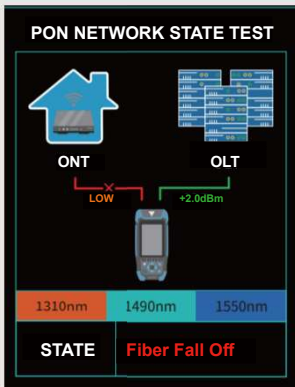 PON NETWORK STATE TEST
ONT
OLT
LOW
+2.0dBm
1310nm
1490nm
1550nm
STATE
Fiber Fall Off